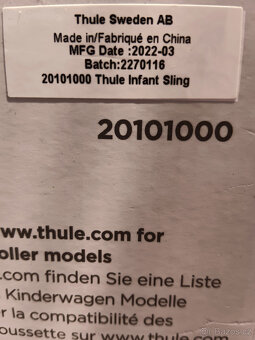 Thule Sweden AB
Made in/Fabriqué en China
MFG Date :2022-03
Batch:2270116
20101000 Thule Infant Sling
20101000
www.thule.com for
oller models
.com finden Sie eine Liste
Kinderwagen Modelle
r la compatibilité des
oussette sur www.thule.com